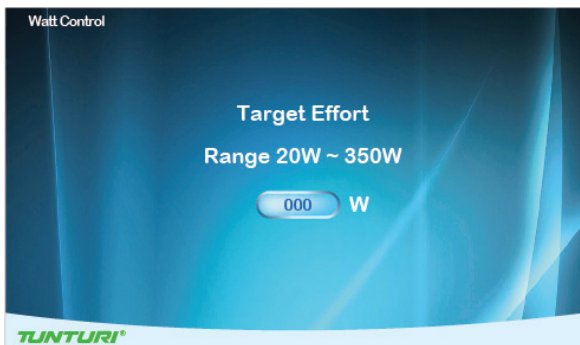 Watt Control
Target Effort
Range 20W ~ 350W
000 W
TUNTURI®